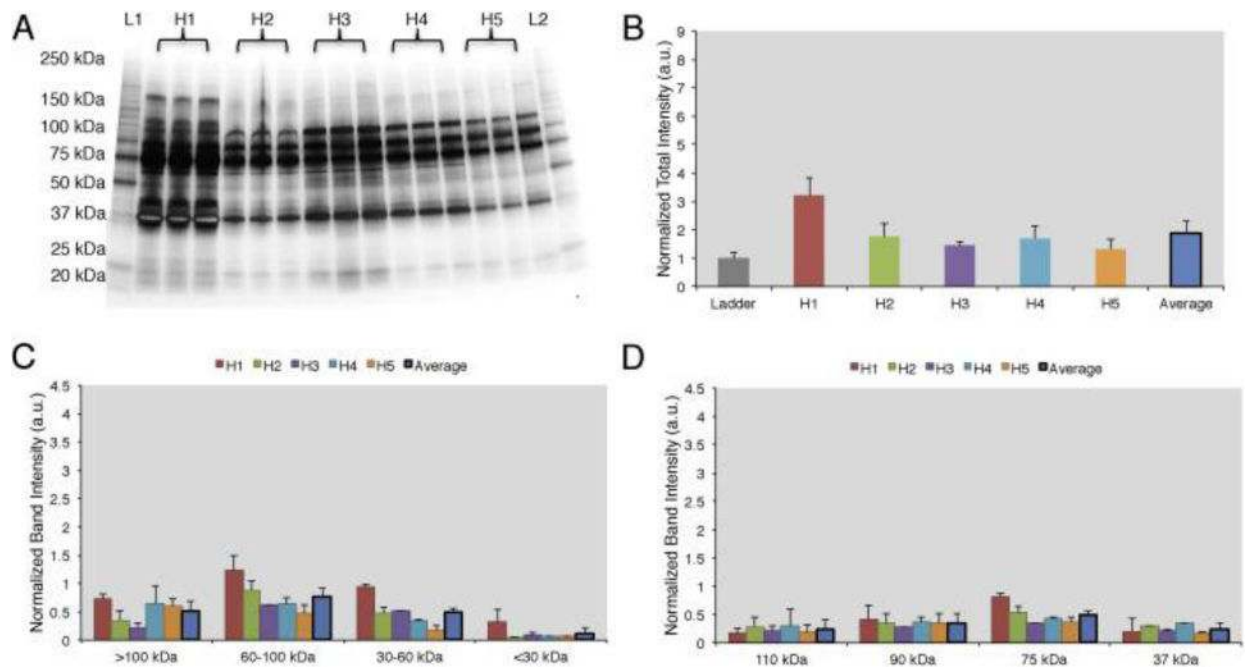 A
L1 H1 H2 H3 H4 H5 L2
250 kDa
150 kDa
100 kDa
75 kDa
50 kDa
37 kDa
25 kDa
20 kDa
B
Normalized Total Intensity (a.u.)
9
8
7
6
5
4
3
2
1
0
Ladder H1 H2 H3 H4 H5 Average
C
H1 H2 H3 H4 H5 Average
Normalized Band Intensity (a.u.)
4.5
4
3.5
3
2.5
2
1.5
1
0.5
0
>100 kDa 60-100 kDa 30-60 kDa <30 kDa
D
H1 H2 H3 H4 H5 Average
Normalized Band Intensity (a.u.)
4.5
4
3.5
3
2.5
2
1.5
1
0.5
0
110 kDa 90 kDa 75 kDa 37 kDa